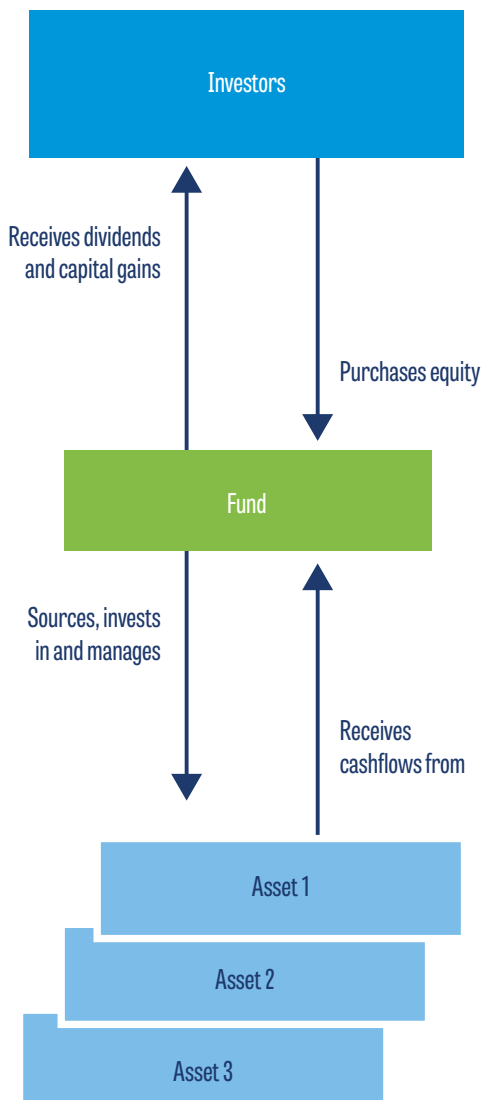 Investors
Receives dividends
and capital gains
Purchases equity
Fund
Sources, invests
in and manages
Receives
cashflows from
Asset 1
Asset 2
Asset 3